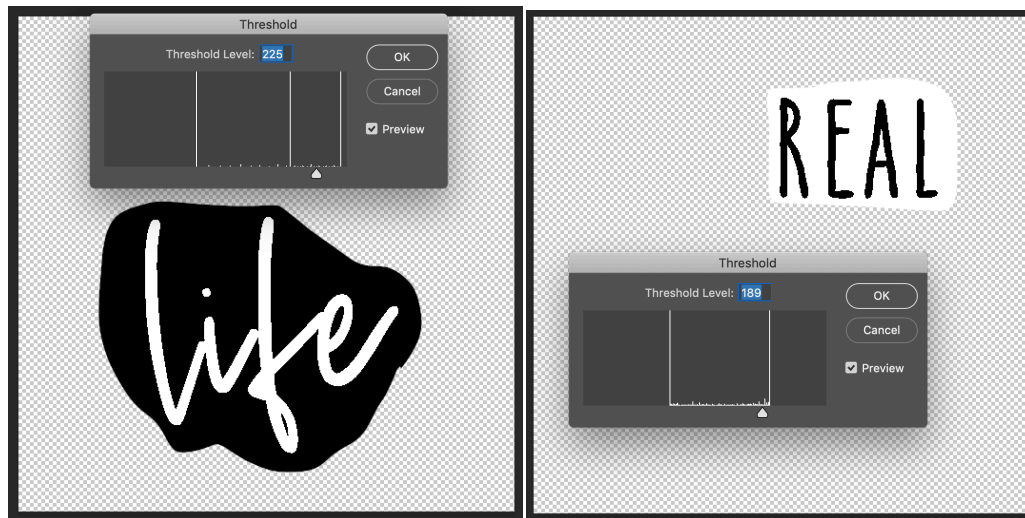 Threshold
Threshold Level: 225
OK
Cancel
Preview
life
REAL
Threshold
Threshold Level: 189
OK
Cancel
Preview